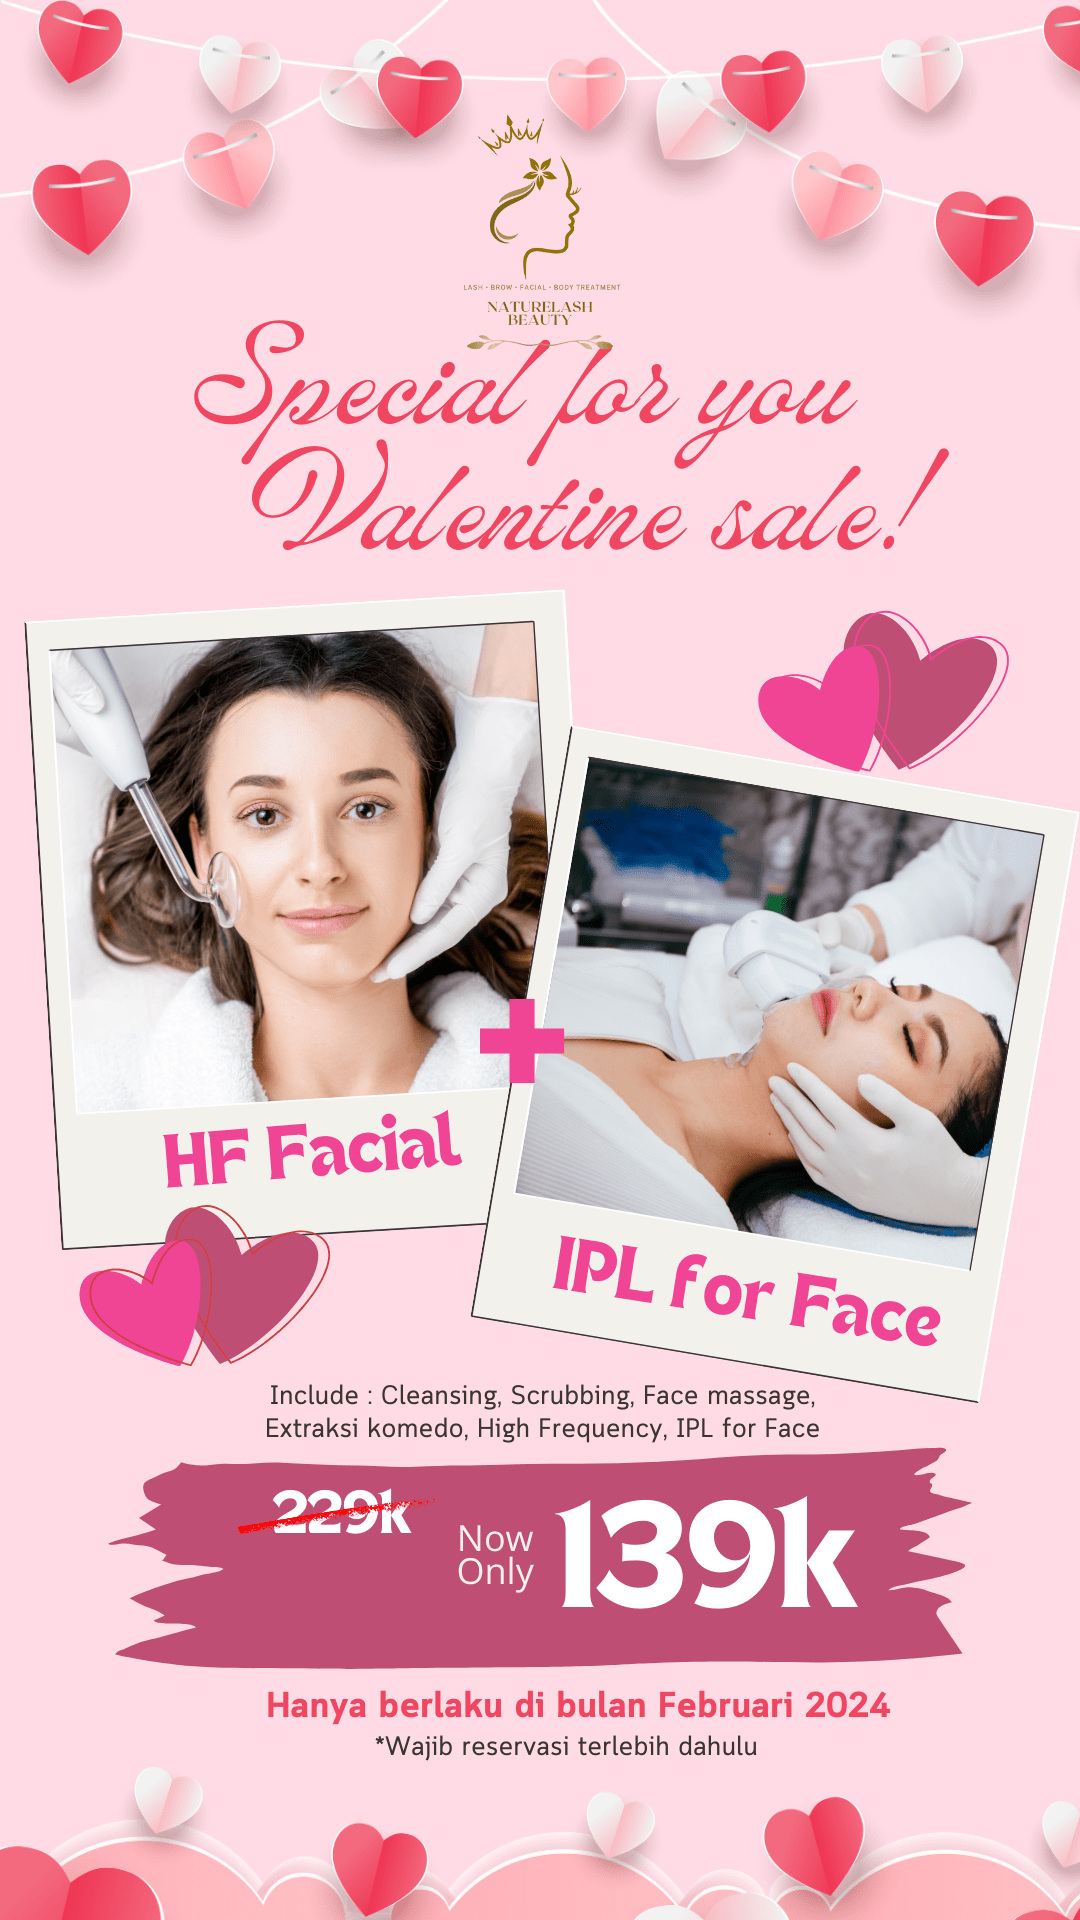 LASH • BROW • FACIAL • BODY TREATMENT
NATURELASH
BEAUTY
Special for you
Valentine sale!
HF Facial
+
IPL for Face
Include : Cleansing, Scrubbing, Face massage,
Extraksi komedo, High Frequency, IPL for Face
229k
Now
Only
139k
Hanya berlaku di bulan Februari 2024
*Wajib reservasi terlebih dahulu